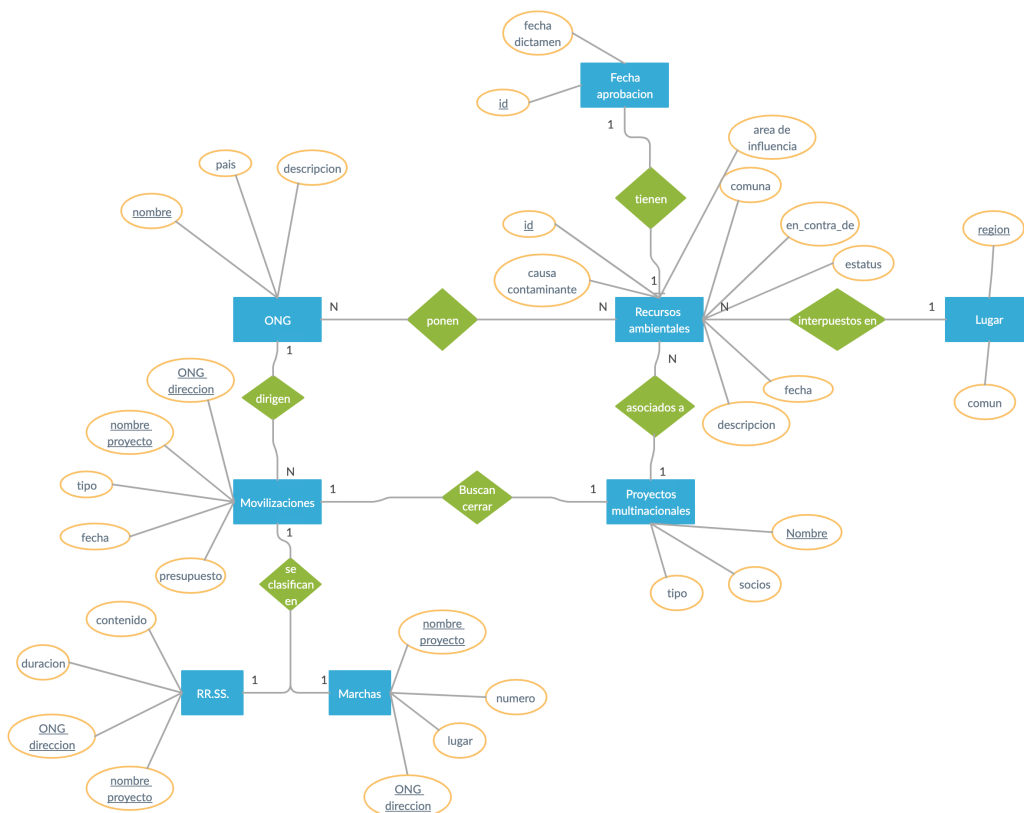 fecha
dictamen
Fecha
aprobacion
id
1
area de
influencia
tienen
comuna
pais
descripcion
nombre
id
en_contra_de
region
estatus
causa
contaminante
1
N
ONG
ponen
N
Recursos
ambientales
N
interpuestos en
1
Lugar
1
N
ONG
direccion
dirigen
asociados a
fecha
comun
descripcion
nombre
proyecto
N
1
tipo
Movilizaciones
1
Buscan
cerrar
1
Proyectos
multinacionales
fecha
1
Nombre
presupuesto
se
clasifican
en
tipo
socios
contenido
nombre
proyecto
duracion
RR.SS.
1
1
Marchas
numero
ONG
direccion
lugar
nombre
proyecto
ONG
direccion